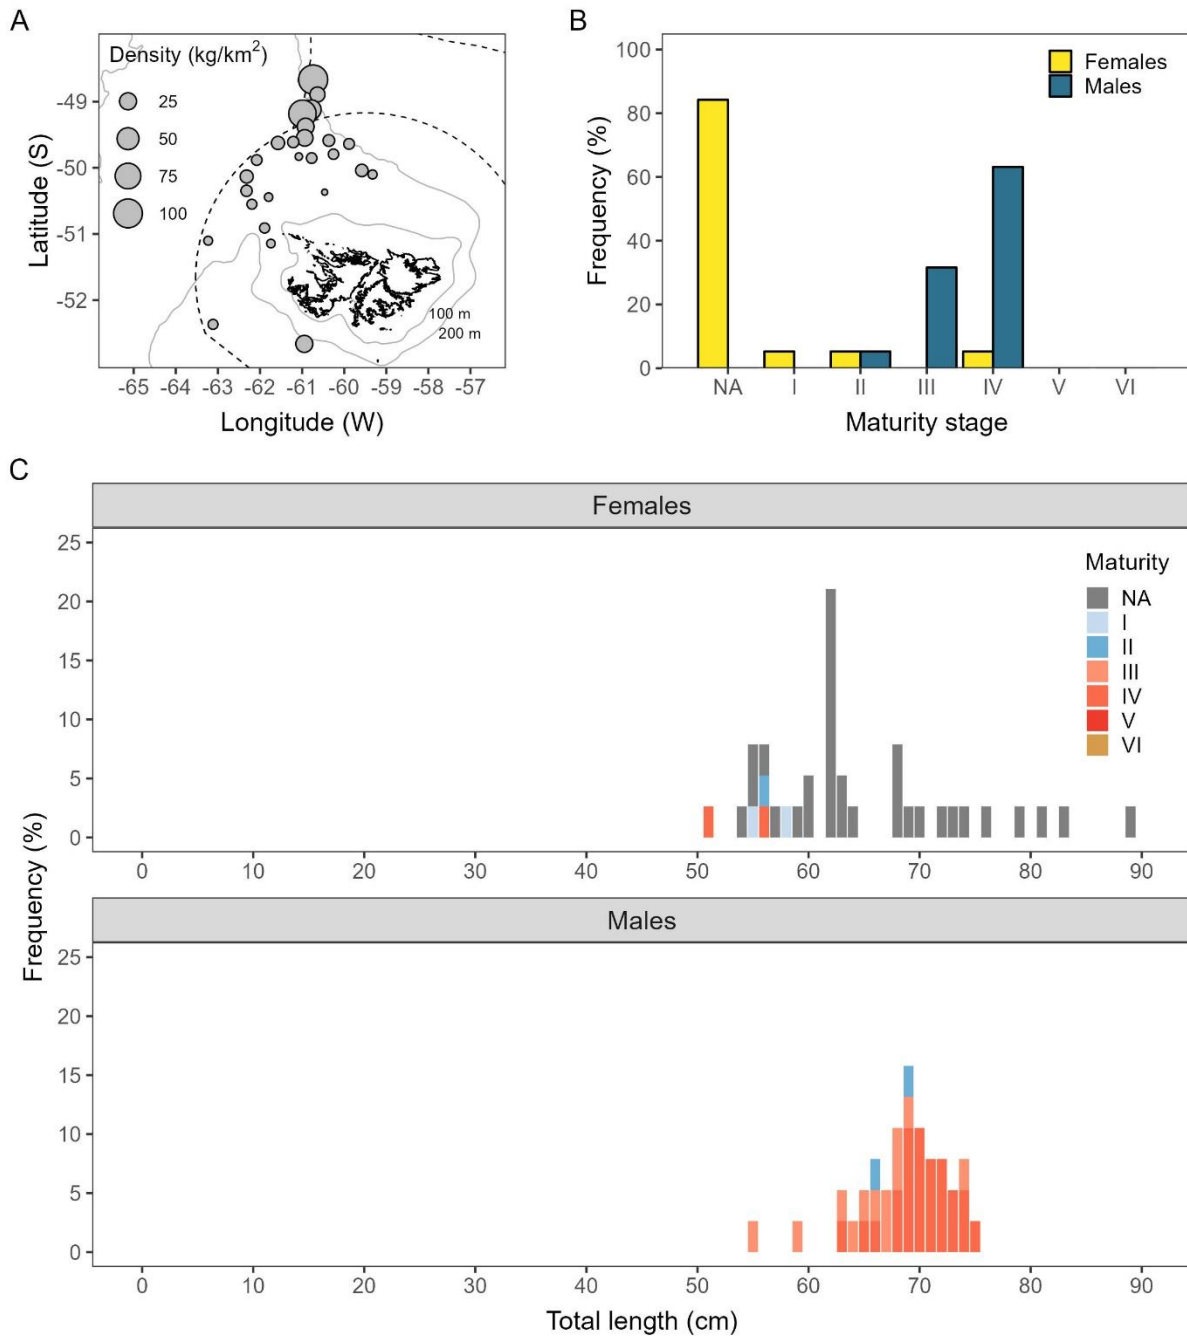 A
Density (kg/km²)
25
50
75
100
-49
-50
-51
-52
Latitude (S)
100 m
200 m
-65 -64 -63 -62 -61 -60 -59 -58 -57
Longitude (W)
B
100
80
60
40
20
0
Frequency (%)
Females
Males
NA I II III IV V VI
Maturity stage
C
Females
25
20
15
10
5
0
Maturity
NA
I
II
III
IV
V
VI
0 10 20 30 40 50 60 70 80 90
Frequency (%)
Males
25
20
15
10
5
0
0 10 20 30 40 50 60 70 80 90
Total length (cm)